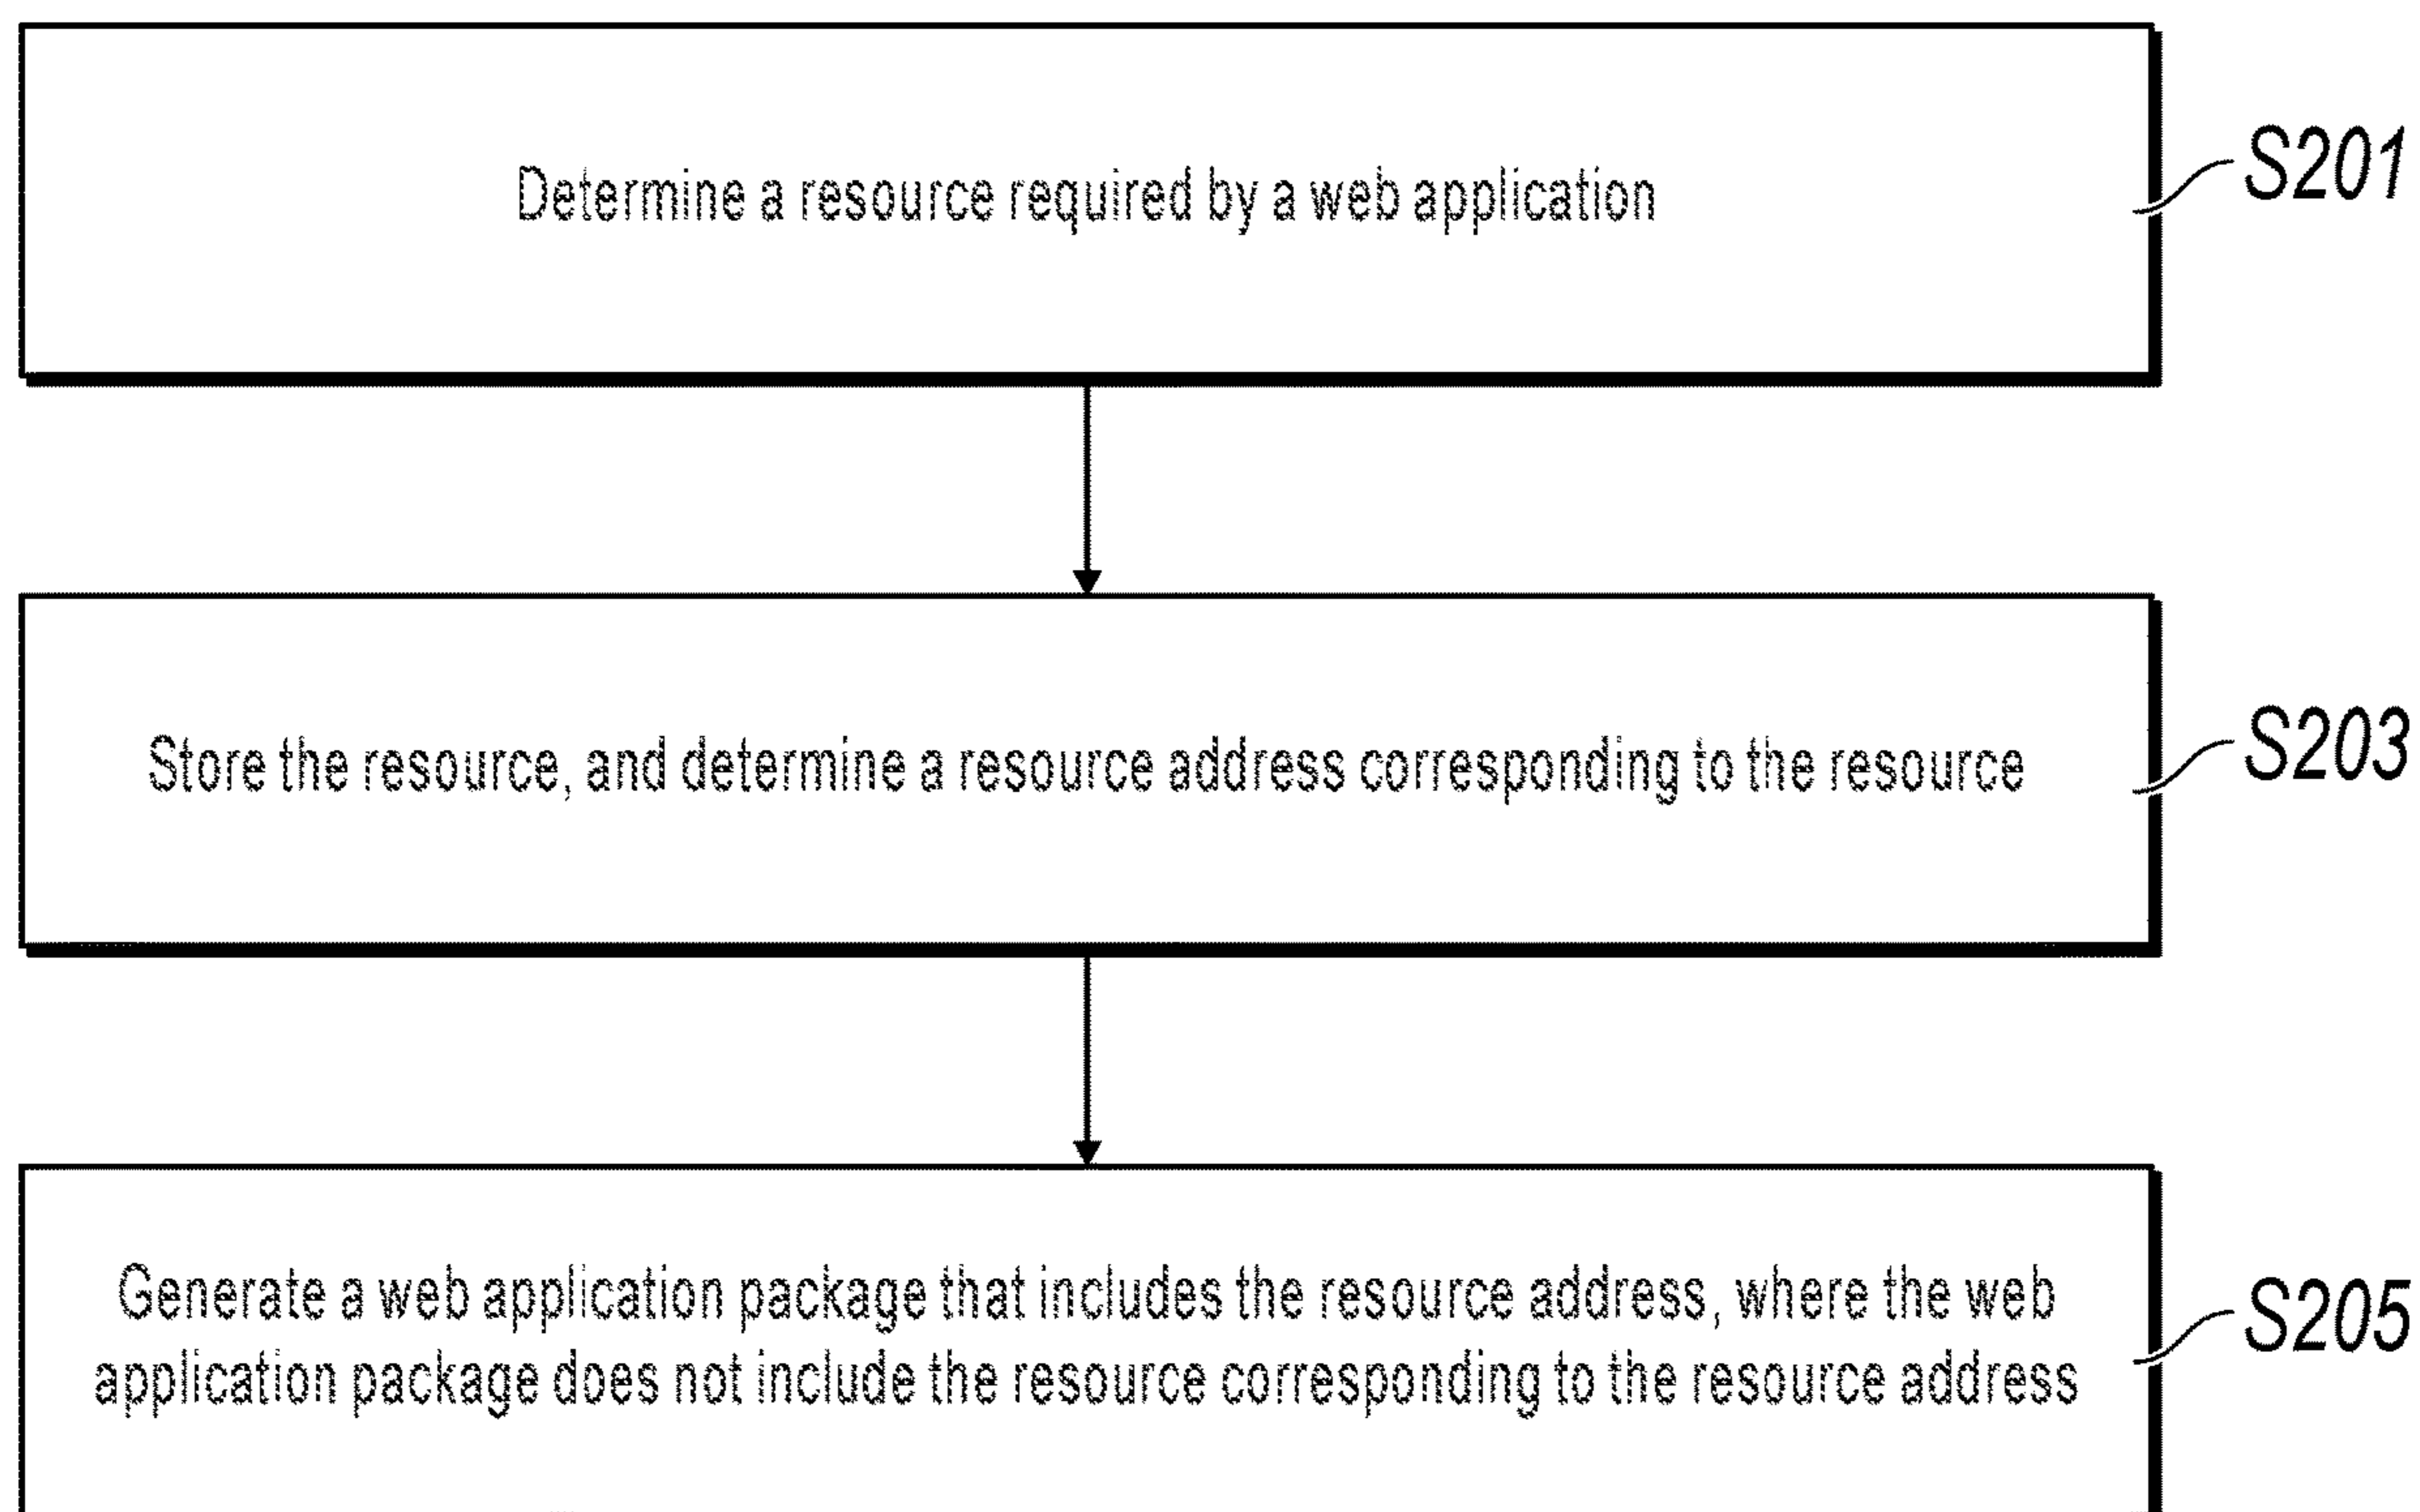 Determine a resource required by a web application
S201
Store the resource, and determine a resource address corresponding to the resource
S203
Generate a web application package that includes the resource address, where the web
application package does not include the resource corresponding to the resource address
S205